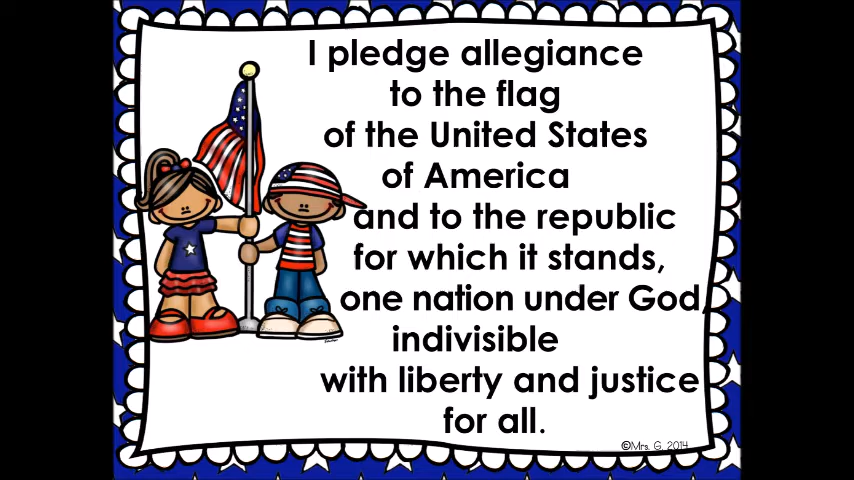 I pledge allegiance
to the flag
of the United States
of America
and to the republic
for which it stands,
one nation under God,
indivisible
with liberty and justice
for all.
©Mrs. G. 2014